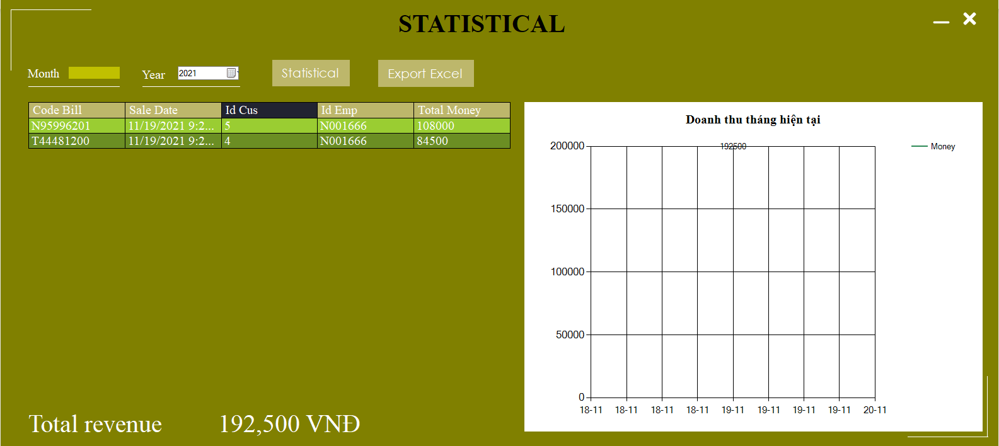 STATISTICAL
Month
Year 2021
Statistical
Export Excel
Code Bill Sale Date Id Cus Id Emp Total Money
N95996201 11/19/2021 9:2... 5 N001666 108000
T44481200 11/19/2021 9:2... 4 N001666 84500
Total revenue 192,500 VNĐ
Doanh thu tháng hiện tại
192500
Money
200000
150000
100000
50000
0
18-11 18-11 18-11 18-11 19-11 19-11 19-11 19-11 20-11